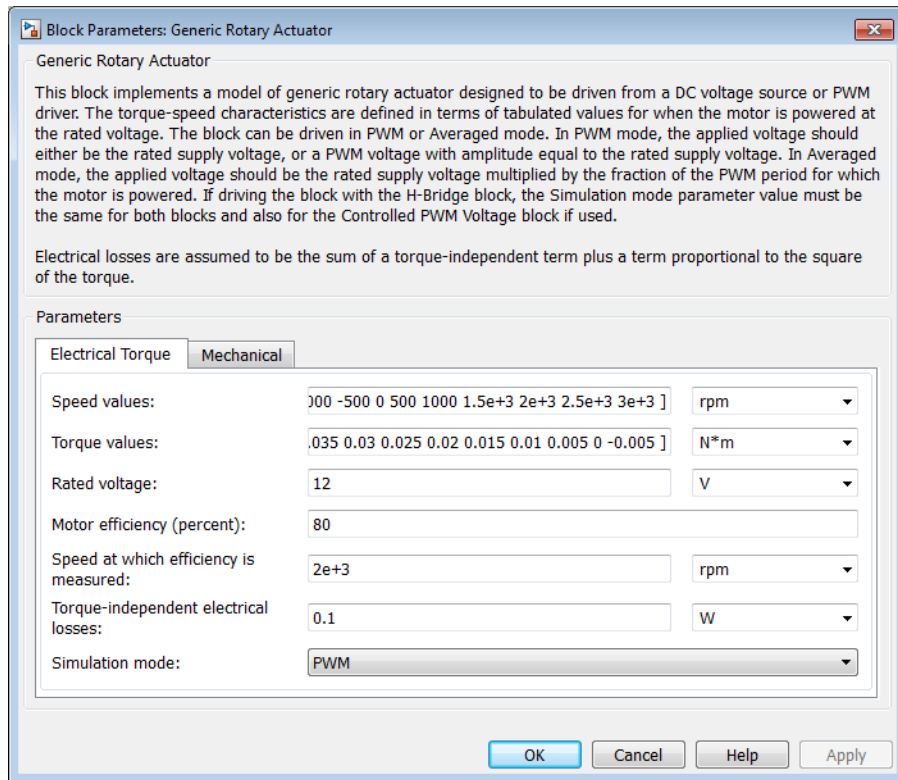 Block Parameters: Generic Rotary Actuator
Generic Rotary Actuator
This block implements a model of generic rotary actuator designed to be driven from a DC voltage source or PWM
driver. The torque-speed characteristics are defined in terms of tabulated values for when the motor is powered at
the rated voltage. The block can be driven in PWM or Averaged mode. In PWM mode, the applied voltage should
either be the rated supply voltage, or a PWM voltage with amplitude equal to the rated supply voltage. In Averaged
mode, the applied voltage should be the rated supply voltage multiplied by the fraction of the PWM period for which
the motor is powered. If driving the block with the H-Bridge block, the Simulation mode parameter value must be
the same for both blocks and also for the Controlled PWM Voltage block if used.
Electrical losses are assumed to be the sum of a torque-independent term plus a term proportional to the square
of the torque.
Parameters
Electrical Torque Mechanical
Speed values: 000 -500 0 500 1000 1.5e+3 2e+3 2.5e+3 3e+3 ] rpm
Torque values: .035 0.03 0.025 0.02 0.015 0.01 0.005 0 -0.005 ] N*m
Rated voltage: 12 V
Motor efficiency (percent): 80
Speed at which efficiency is
measured: 2e+3 rpm
Torque-independent electrical
losses: 0.1 W
Simulation mode: PWM
OK Cancel Help Apply